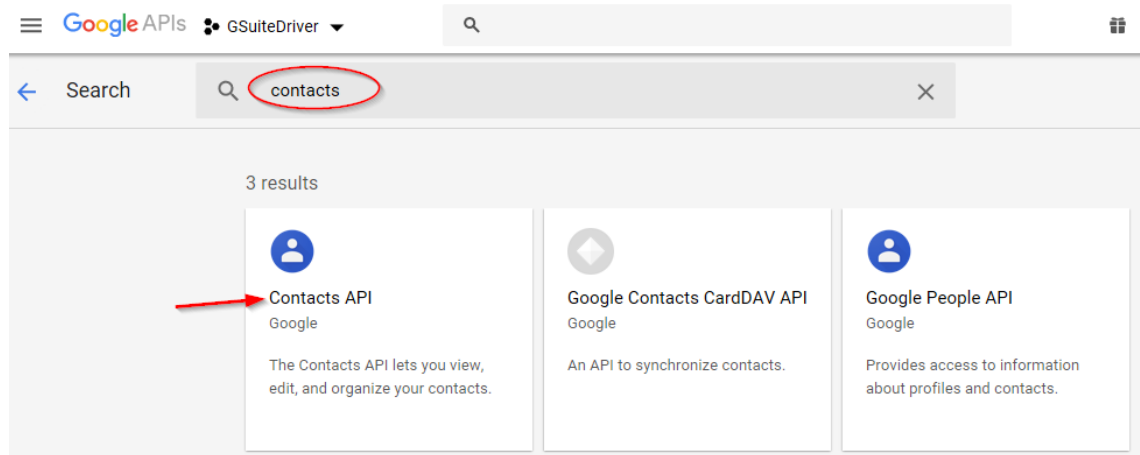 Google APIs GSuiteDriver
Search contacts
3 results
Contacts API
Google
The Contacts API lets you view,
edit, and organize your contacts.
Google Contacts CardDAV API
Google
An API to synchronize contacts.
Google People API
Google
Provides access to information
about profiles and contacts.